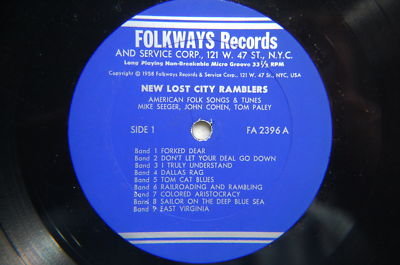 FOLKWAYS Records
AND SERVICE CORP., 121 W. 47 ST., N.Y.C.
Long Playing Non-Breakable Micro Groove 33 1/3 RPM
Copyright © 1958 Folkways Records & Service Corp., 121 W. 47 St., NYC, USA
NEW LOST CITY RAMBLERS
AMERICAN FOLK SONGS & TUNES
MIKE SEEGER, JOHN COHEN, TOM PALEY
SIDE 1 FA 2396 A
Band 1 FORKED DEAR
Band 2 DON'T LET YOUR DEAL GO DOWN
Band 3 I TRULY UNDERSTAND
Band 4 DALLAS RAG
Band 5 TOM CAT BLUES
Band 6 RAILROADING AND RAMBLING
Band 7 COLORED ARISTOCRACY
Band 8 SAILOR ON THE DEEP BLUE SEA
Band 9 EAST VIRGINIA